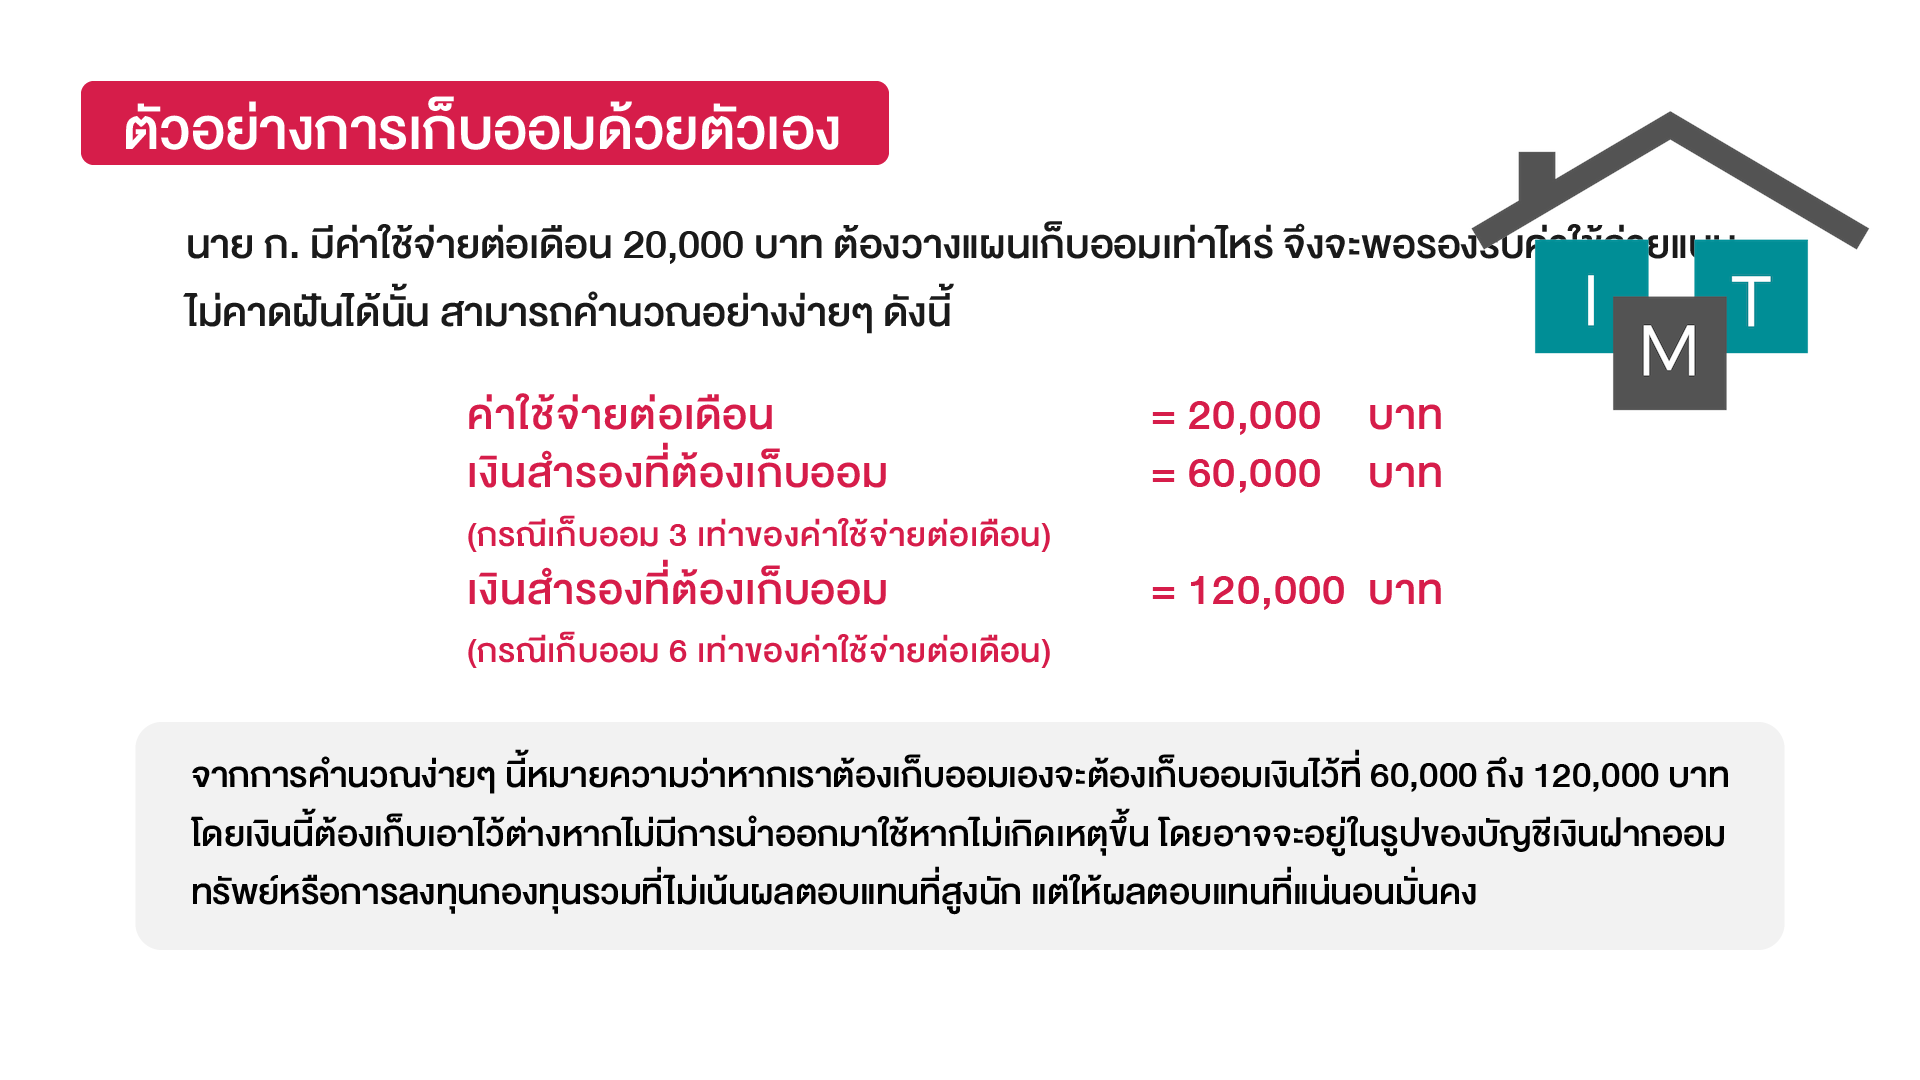 ตัวอย่างการเก็บออมด้วยตัวเอง
นาย ก. มีค่าใช้จ่ายต่อเดือน 20,000 บาท ต้องวางแผนเก็บออมเท่าไหร่ จึงจะพอรองรับค่าใช้จ่ายแบบ
ไม่คาดฝันได้นั้น สามารถคำนวณอย่างง่ายๆ ดังนี้
I M T
ค่าใช้จ่ายต่อเดือน = 20,000 บาท
เงินสำรองที่ต้องเก็บออม = 60,000 บาท
(กรณีเก็บออม 3 เท่าของค่าใช้จ่ายต่อเดือน)
เงินสำรองที่ต้องเก็บออม = 120,000 บาท
(กรณีเก็บออม 6 เท่าของค่าใช้จ่ายต่อเดือน)
จากการคำนวณง่ายๆ นี้หมายความว่าหากเราต้องเก็บออมเองจะต้องเก็บออมเงินไว้ที่ 60,000 ถึง 120,000 บาท
โดยเงินนี้ต้องเก็บเอาไว้ต่างหากไม่มีการนำออกมาใช้หากไม่เกิดเหตุขึ้น โดยอาจจะอยู่ในรูปของบัญชีเงินฝากออม
ทรัพย์หรือการลงทุนกองทุนรวมที่ไม่เน้นผลตอบแทนที่สูงนัก แต่ให้ผลตอบแทนที่แน่นอนมั่นคง